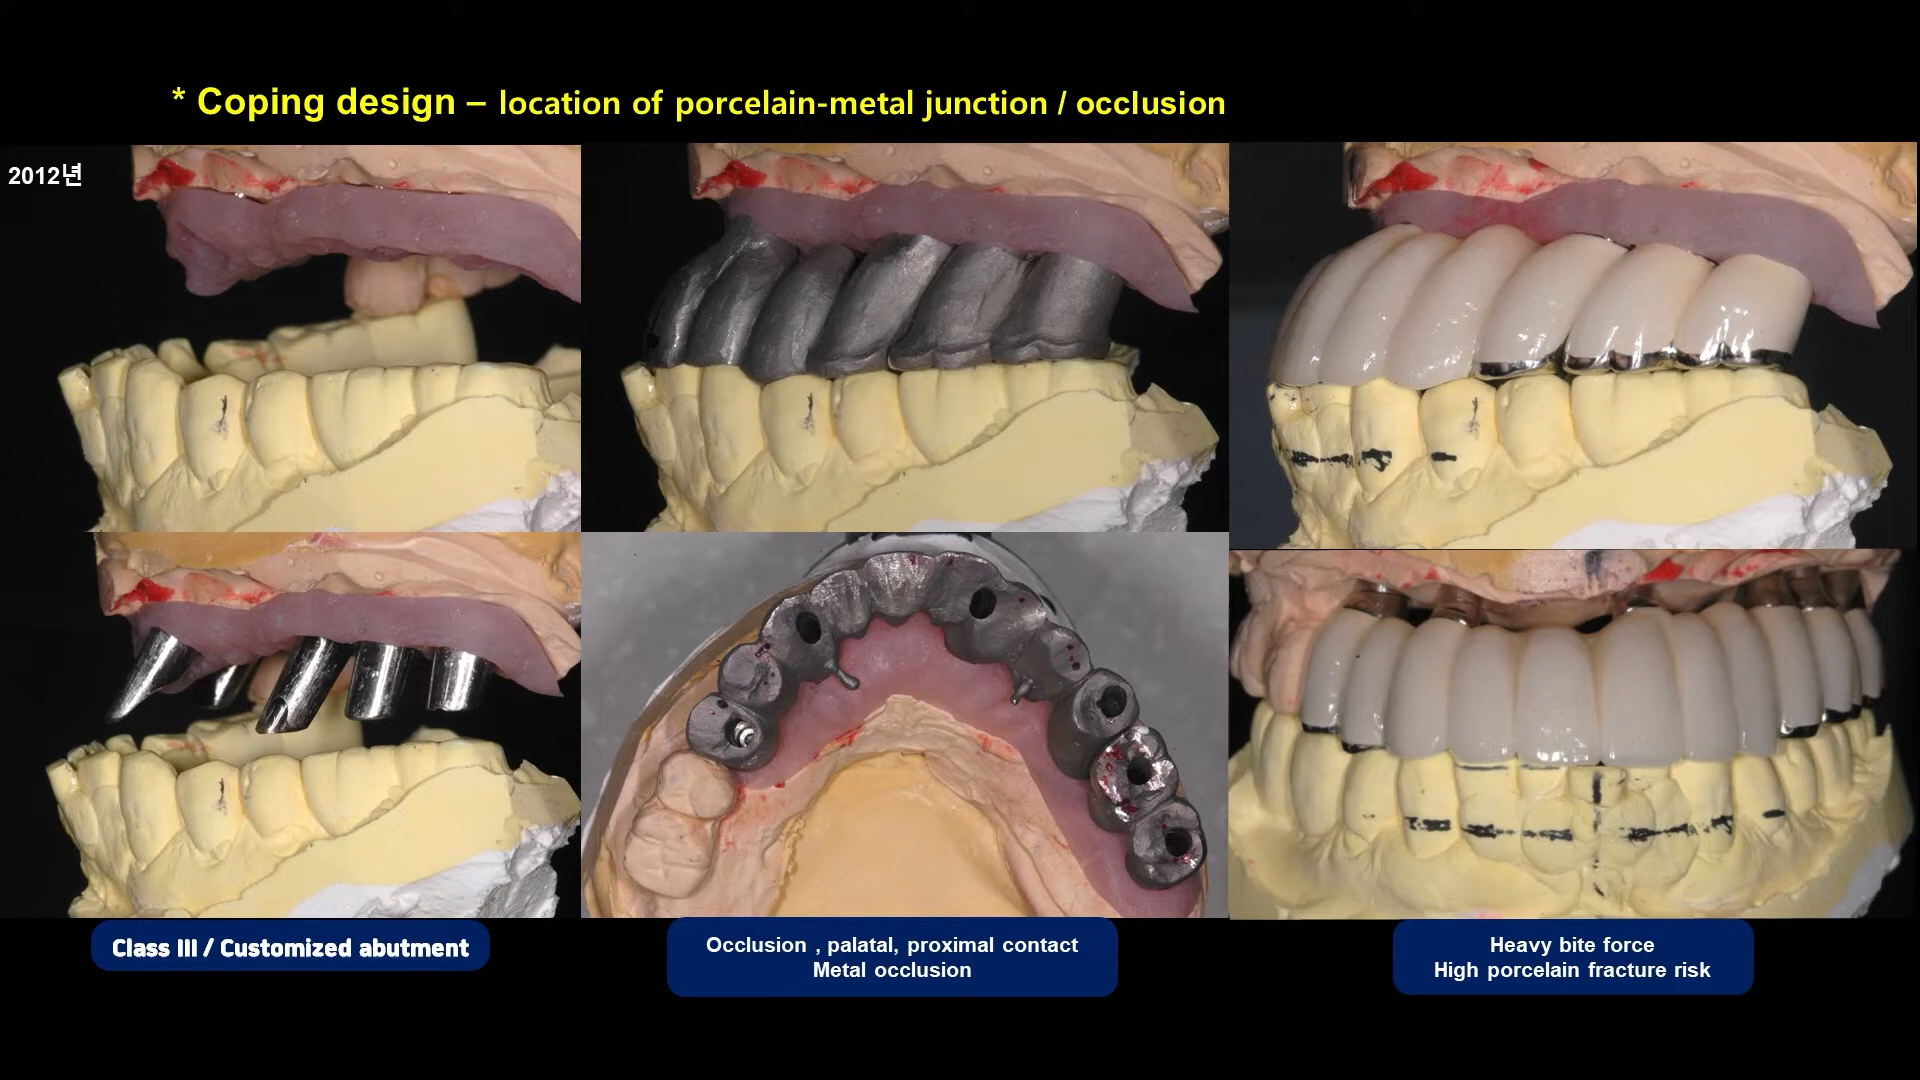 * Coping design – location of porcelain-metal junction / occlusion
2012년
Class III / Customized abutment
Occlusion , palatal, proximal contact
Metal occlusion
Heavy bite force
High porcelain fracture risk